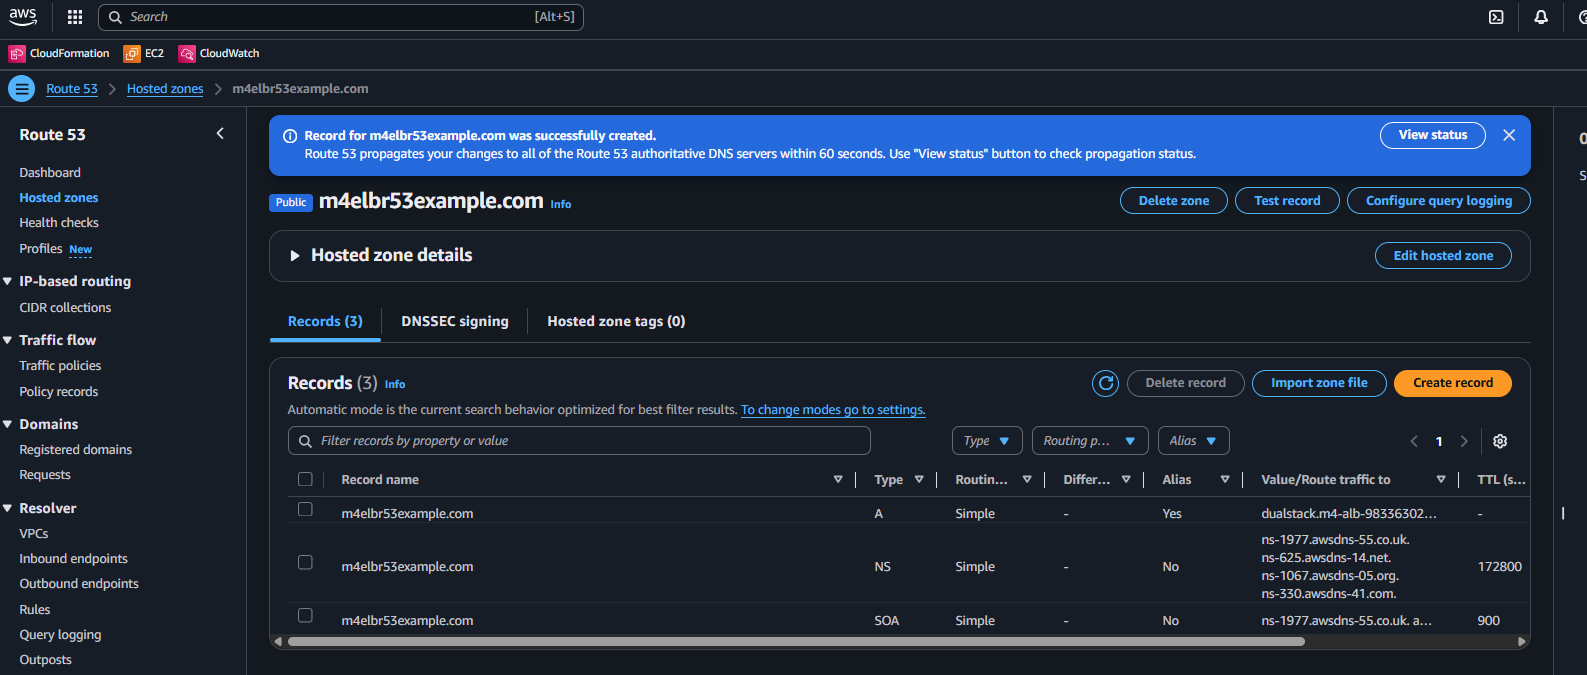 aws
Search [Alt+S]
CloudFormation EC2 CloudWatch
Route 53 Hosted zones m4elbr53example.com
Route 53
Dashboard
Hosted zones
Health checks
Profiles New
IP-based routing
CIDR collections
Traffic flow
Traffic policies
Policy records
Domains
Registered domains
Requests
Resolver
VPCs
Inbound endpoints
Outbound endpoints
Rules
Query logging
Outposts
Record for m4elbr53example.com was successfully created.
Route 53 propagates your changes to all of the Route 53 authoritative DNS servers within 60 seconds. Use "View status" button to check propagation status.
View status
Public m4elbr53example.com Info
Delete zone Test record Configure query logging
Hosted zone details Edit hosted zone
Records (3) DNSSEC signing Hosted zone tags (0)
Records (3) Info
Delete record Import zone file Create record
Automatic mode is the current search behavior optimized for best filter results. To change modes go to settings.
Filter records by property or value Type Routing p... Alias 1
Record name Type Routin... Differ... Alias Value/Route traffic to TTL (s...
m4elbr53example.com A Simple - Yes dualstack.m4-alb-98336302... -
m4elbr53example.com NS Simple - No ns-1977.awsdns-55.co.uk. 172800
ns-625.awsdns-14.net.
ns-1067.awsdns-05.org.
ns-330.awsdns-41.com.
m4elbr53example.com SOA Simple - No ns-1977.awsdns-55.co.uk. a... 900